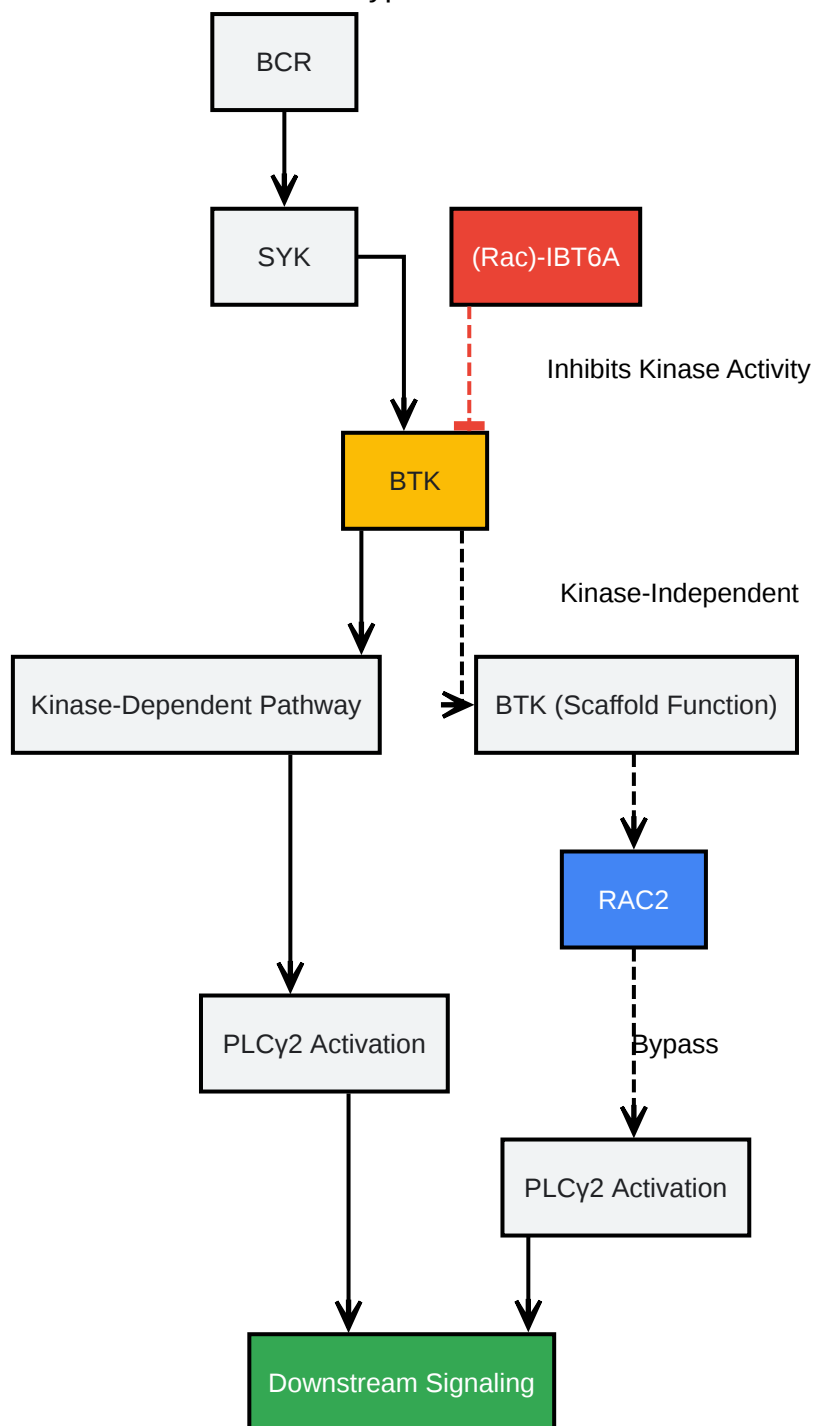 BCR
SYK
(Rac)-IBT6A
Inhibits Kinase Activity
BTK
Kinase-Independent
Kinase-Dependent Pathway
BTK (Scaffold Function)
RAC2
PLCγ2 Activation
Bypass
PLCγ2 Activation
Downstream Signaling